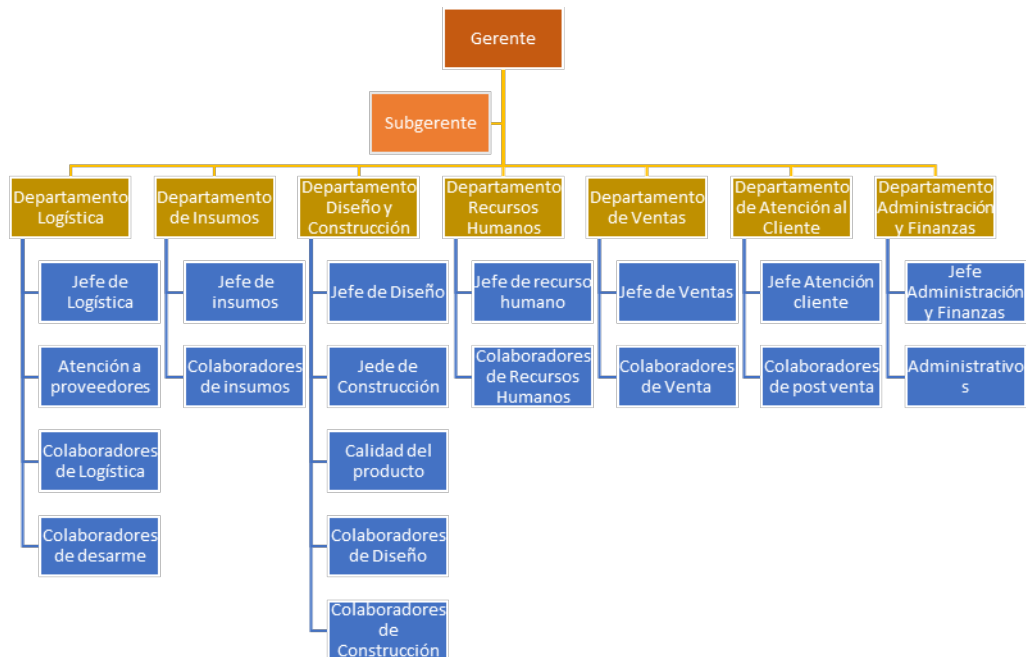 Gerente
Subgerente
Departamento
Logística
Departamento
de Insumos
Departamento
Diseño y
Construcción
Departamento
Recursos
Humanos
Departamento
de Ventas
Departamento
de Atención al
Cliente
Departamento
Administración
y Finanzas
Jefe de
Logística
Jefe de
insumos
Jefe de Diseño
Jefe de recurso
humano
Jefe de Ventas
Jefe Atención
cliente
Jefe
Administración
y Finanzas
Atención a
proveedores
Colaboradores
de insumos
Jede de
Construcción
Colaboradores
de Recursos
Humanos
Colaboradores
de Venta
Colaboradores
de post venta
Administrativo
s
Colaboradores
de Logística
Calidad del
producto
Colaboradores
de desarme
Colaboradores
de Diseño
Colaboradores
de
Construcción